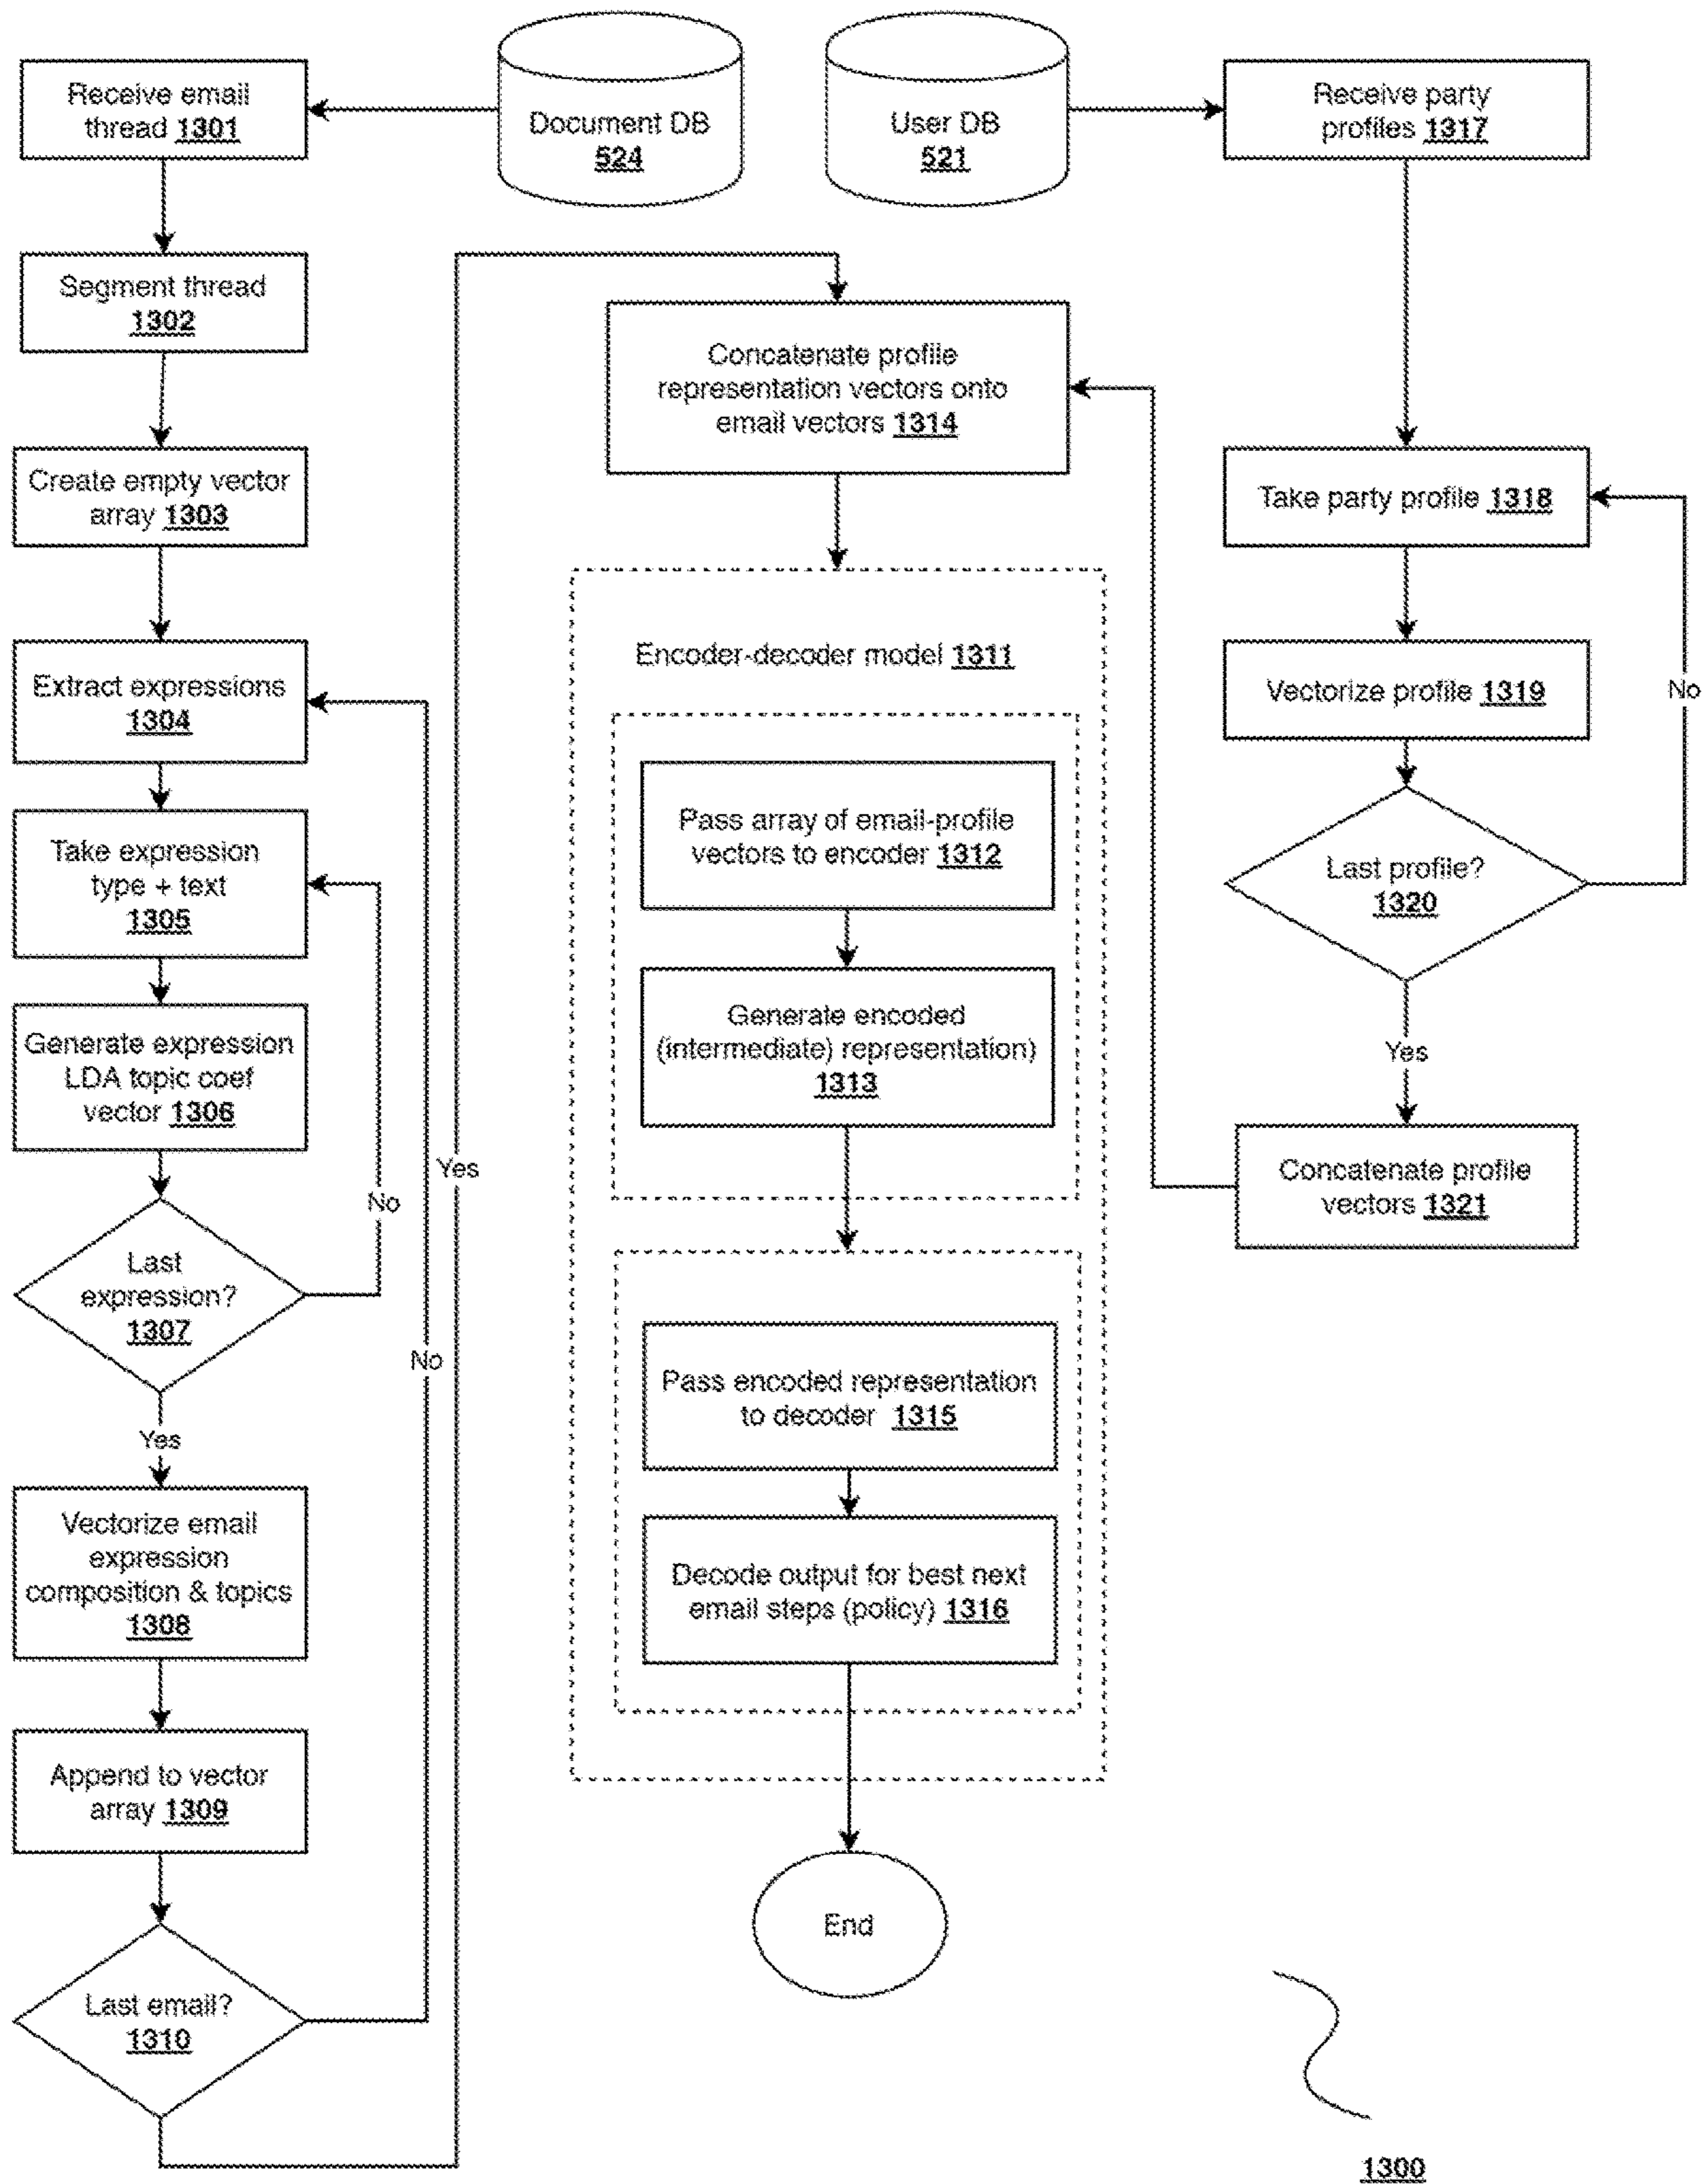 Receive email
thread 1301
Document DB
524
User DB
521
Receive party
profiles 1317
Segment thread
1302
Create empty vector
array 1303
Extract expressions
1304
Take expression
type + text
1305
Generate expression
LDA topic coef
vector 1306
Last
expression?
1307
No
Yes
Vectorize email
expression
composition & topics
1308
Append to vector
array 1309
Last email?
1310
No
Yes
Concatenate profile
representation vectors onto
email vectors 1314
Encoder-decoder model 1311
Pass array of email-profile
vectors to encoder 1312
Generate encoded
(intermediate) representation)
1313
Pass encoded representation
to decoder 1315
Decode output for best next
email steps (policy) 1316
End
Take party profile 1318
Vectorize profile 1319
No
Last profile?
1320
Yes
Concatenate profile
vectors 1321
1300